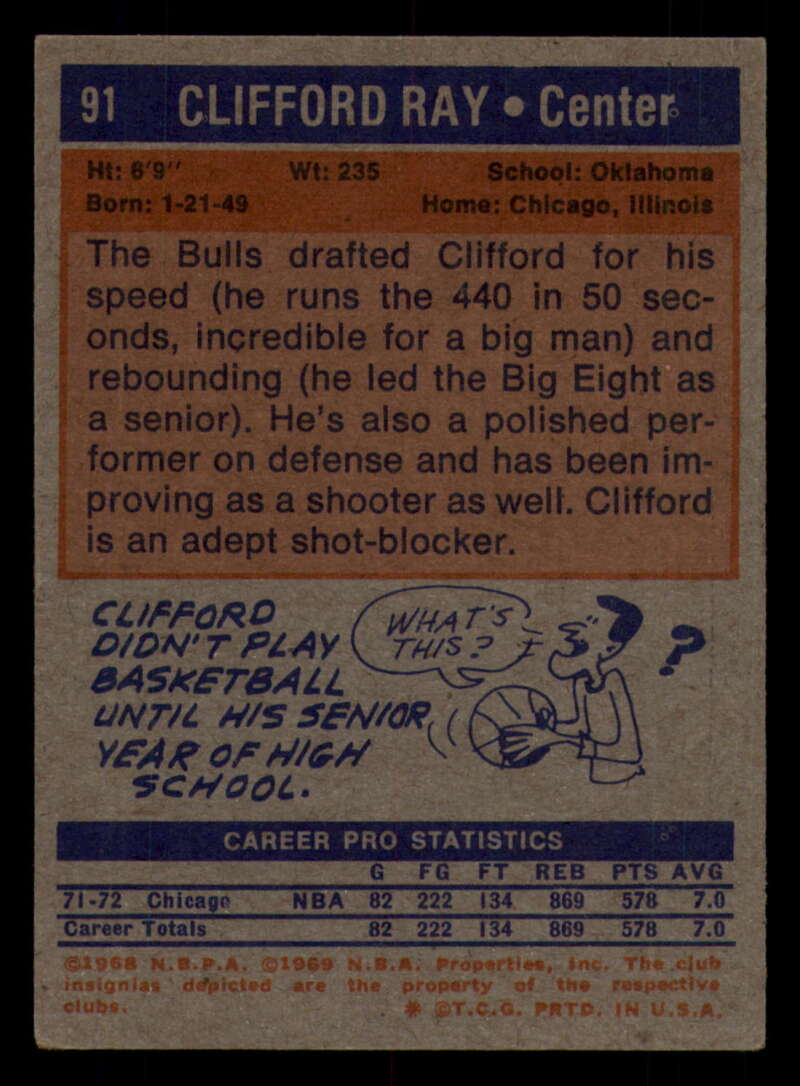 91 CLIFFORD RAY • Center
Ht: 6'9" Wt: 235 School: Oklahoma
Born: 1-21-49 Home: Chicago, Illinois
The Bulls drafted Clifford for his
speed (he runs the 440 in 50 sec-
onds, incredible for a big man) and
rebounding (he led the Big Eight as
a senior). He's also a polished per-
former on defense and has been im-
proving as a shooter as well. Clifford
is an adept shot-blocker.
CLIFFORD
DIDN'T PLAY
BASKETBALL
UNTIL HIS SENIOR
YEAR OF HIGH
SCHOOL.
WHAT'S
THIS?
?
CAREER PRO STATISTICS
G FG FT REB PTS AVG
71-72 Chicago NBA 82 222 134 869 578 7.0
Career Totals 82 222 134 869 578 7.0
©1968 N.B.P.A. ©1969 N.B.A. Properties, Inc. The club
insignias depicted are the property of the respective
clubs. * ©T.C.G. PRTD. IN U.S.A.